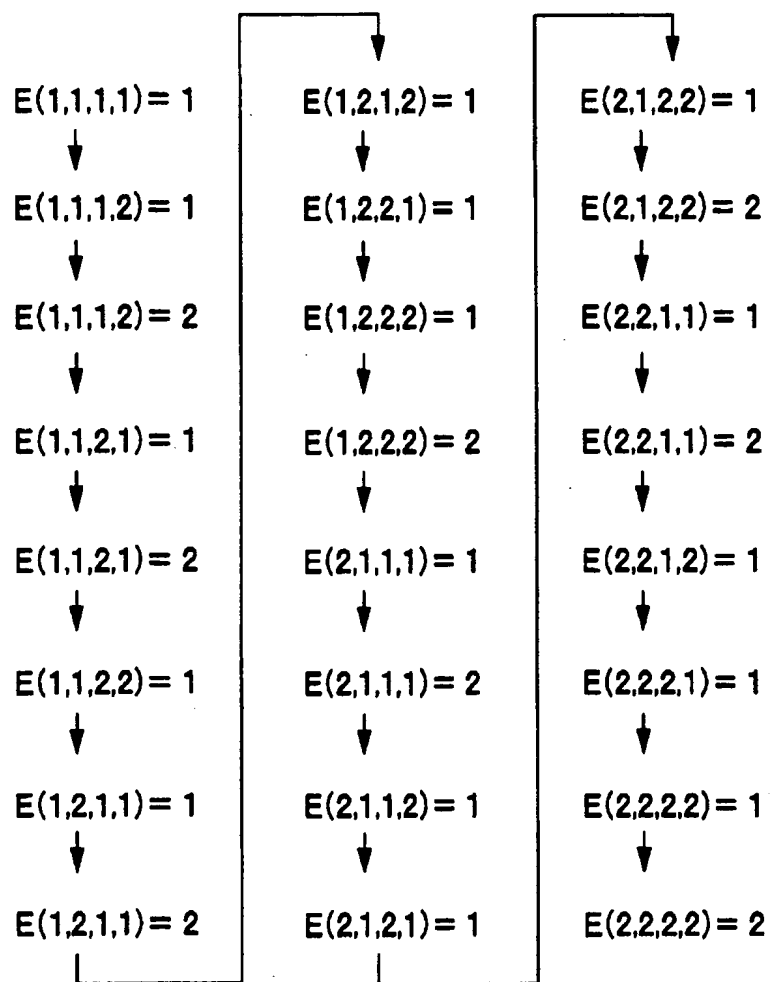 E(1,1,1,1)= 1
E(1,1,1,2)= 1
E(1,1,1,2)= 2
E(1,1,2,1)= 1
E(1,1,2,1)= 2
E(1,1,2,2)= 1
E(1,2,1,1)= 1
E(1,2,1,1)= 2
E(1,2,1,2)= 1
E(1,2,2,1)= 1
E(1,2,2,2)= 1
E(1,2,2,2)= 2
E(2,1,1,1)= 1
E(2,1,1,1)= 2
E(2,1,1,2)= 1
E(2,1,2,1)= 1
E(2,1,2,2)= 1
E(2,1,2,2)= 2
E(2,2,1,1)= 1
E(2,2,1,1)= 2
E(2,2,1,2)= 1
E(2,2,2,1)= 1
E(2,2,2,2)= 1
E(2,2,2,2)= 2